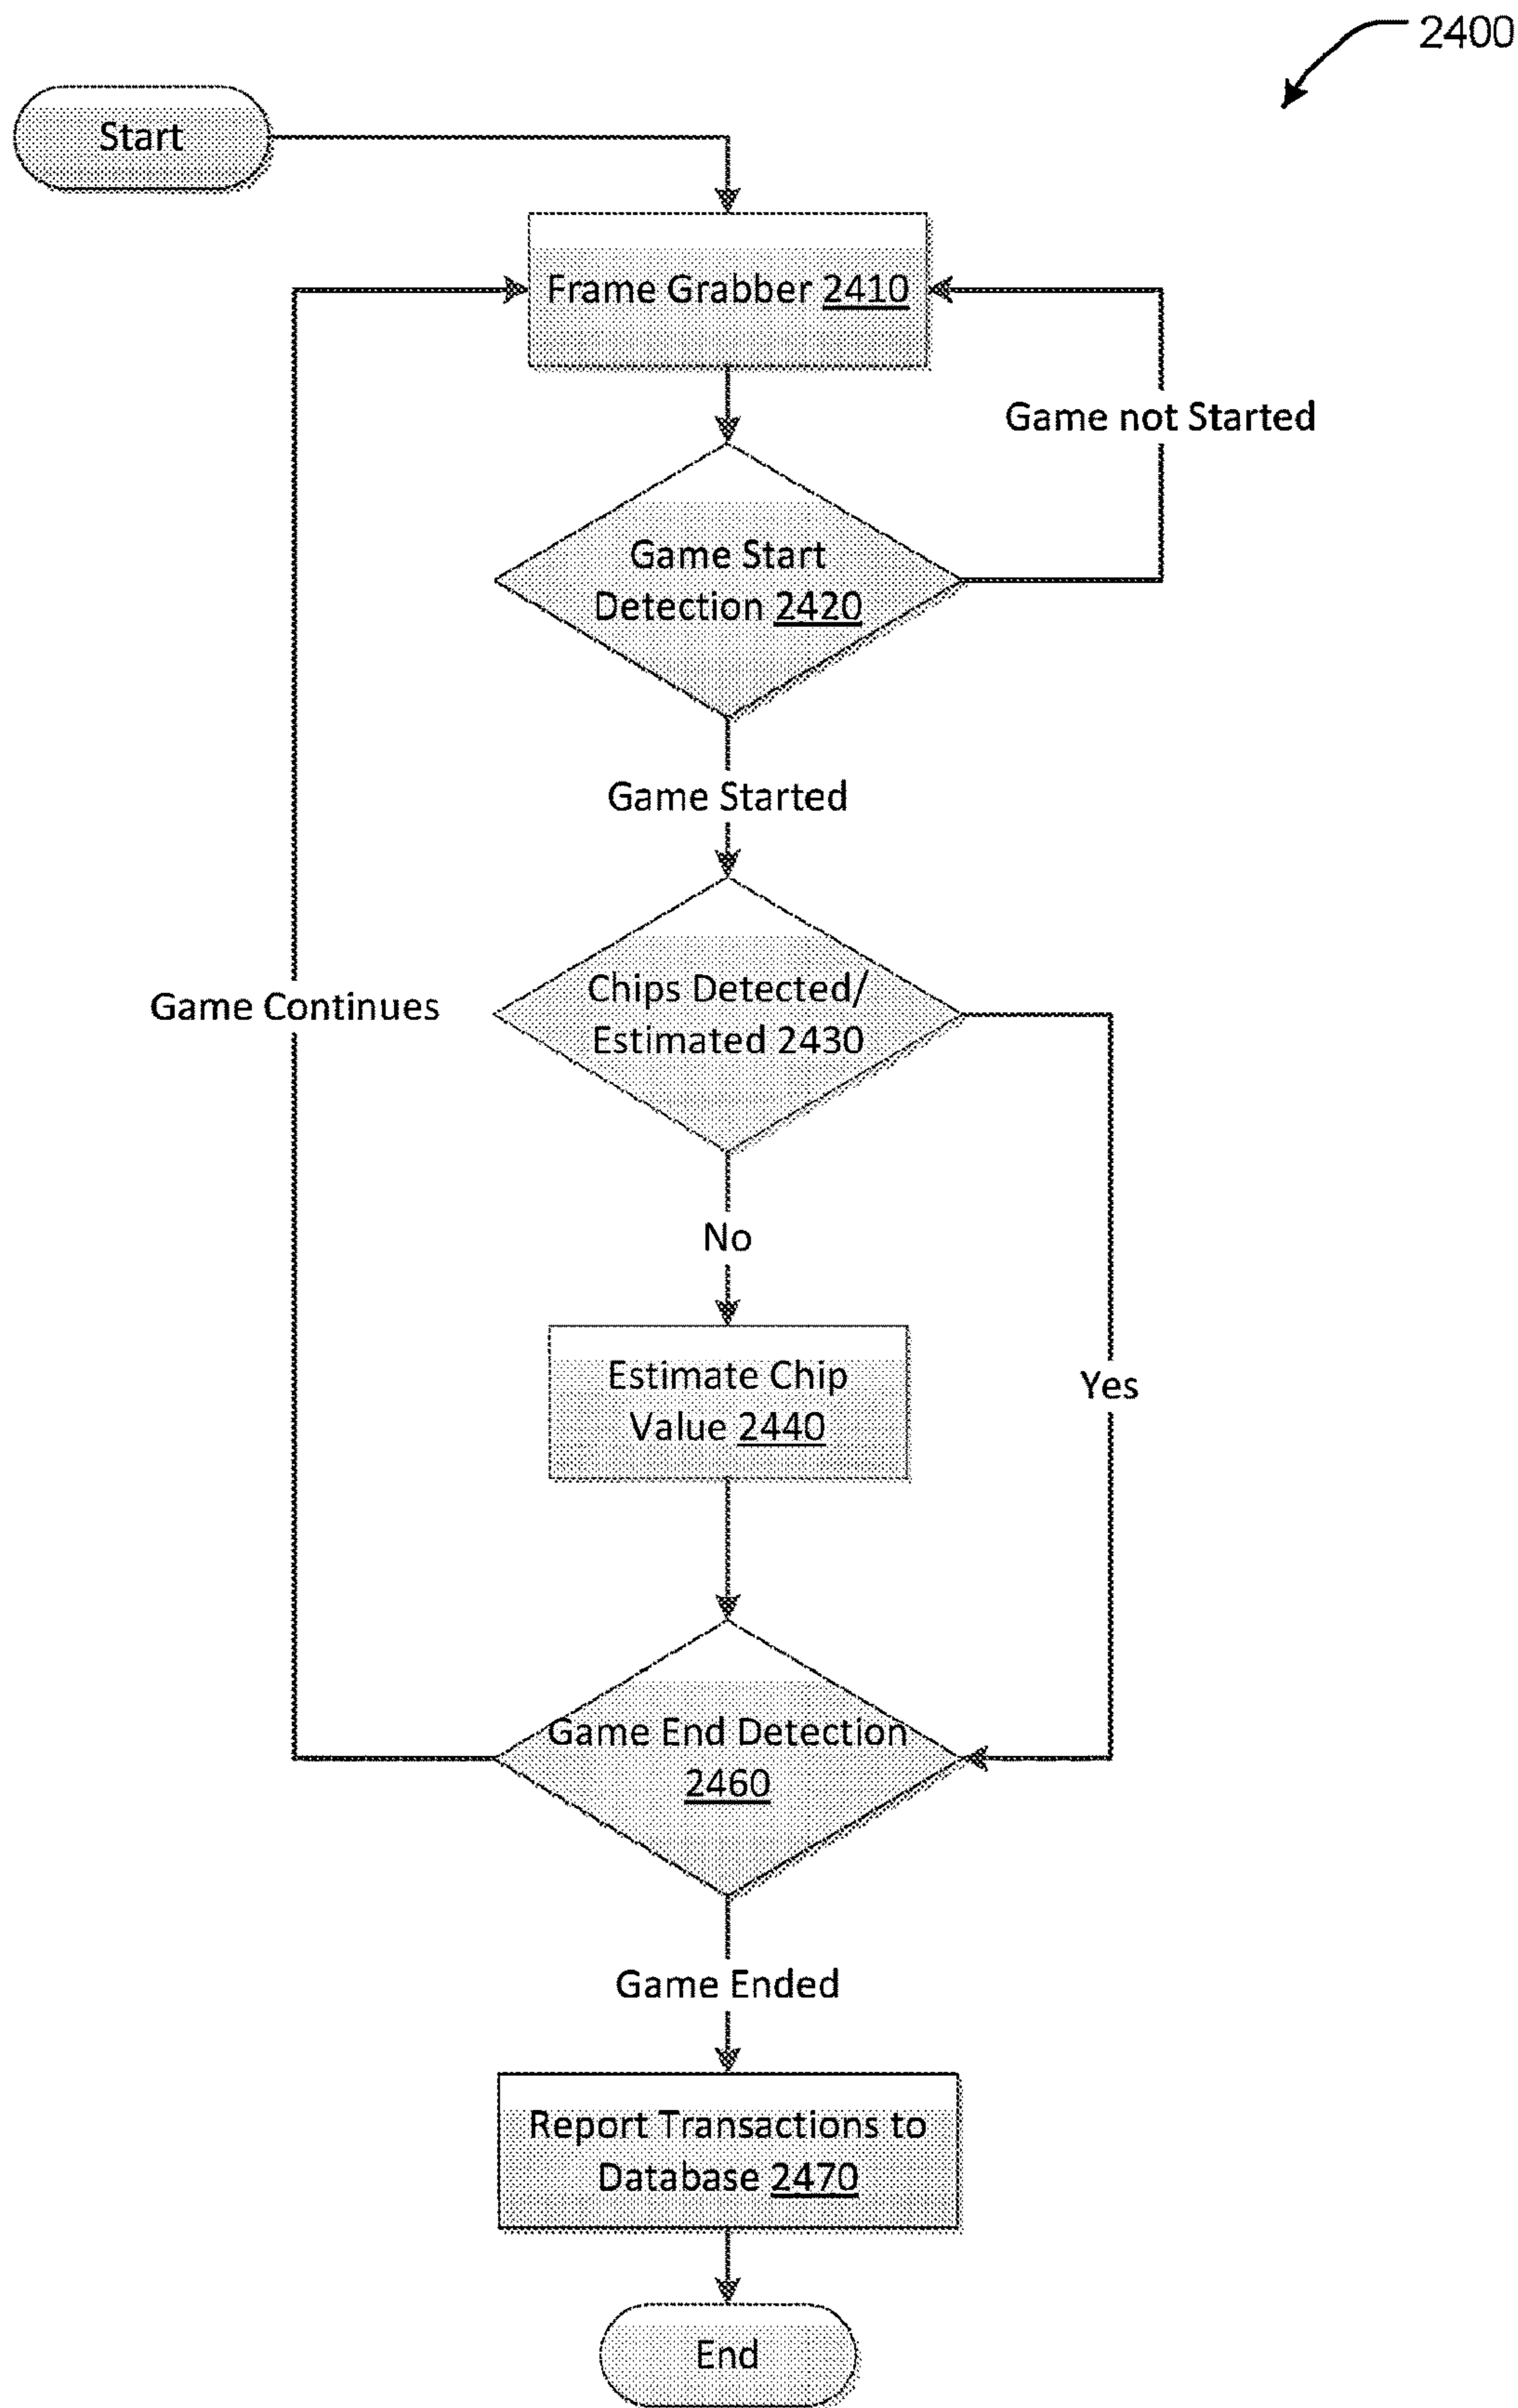 2400
Start
Frame Grabber 2410
Game not Started
Game Start
Detection 2420
Game Started
Chips Detected/
Estimated 2430
Game Continues
No
Estimate Chip
Value 2440
Yes
Game End Detection
2460
Game Ended
Report Transactions to
Database 2470
End